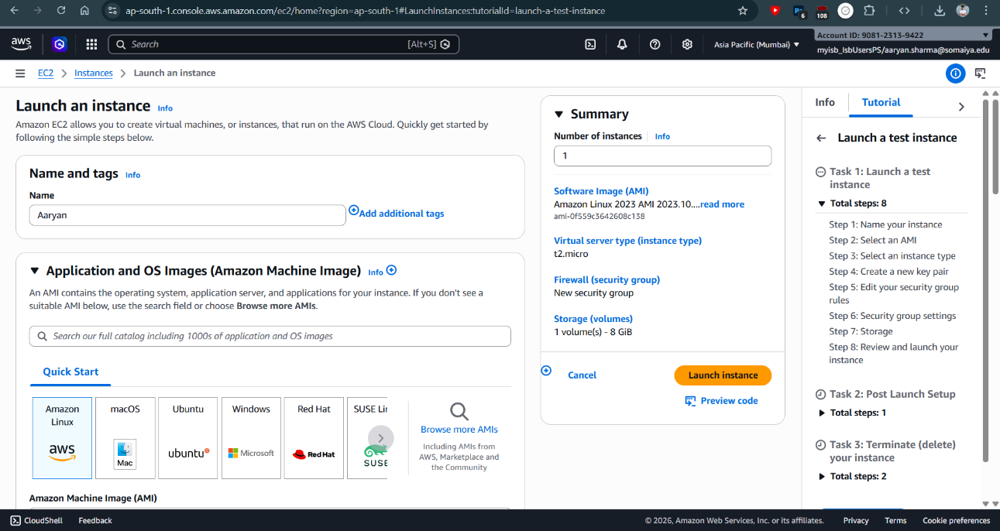 ap-south-1.console.aws.amazon.com/ec2/home?region=ap-south-1#LaunchInstances:tutorialId=launch-a-test-instance
6
108
aws
Search
[Alt+S]
Asia Pacific (Mumbai)
Account ID: 9081-2313-9422
myisb_IsbUsersPS/aaryan.sharma@somaiya.edu
EC2
Instances
Launch an instance
Launch an instance Info
Amazon EC2 allows you to create virtual machines, or instances, that run on the AWS Cloud. Quickly get started by
following the simple steps below.
Name and tags Info
Name
Aaryan
Add additional tags
Application and OS Images (Amazon Machine Image) Info
An AMI contains the operating system, application server, and applications for your instance. If you don't see a
suitable AMI below, use the search field or choose Browse more AMIs.
Search our full catalog including 1000s of application and OS images
Quick Start
Amazon
Linux
aws
macOS
Mac
Ubuntu
ubuntu
Windows
Microsoft
Red Hat
Red Hat
SUSE Lin
SUSE
Browse more AMIs
Including AMIs from
AWS, Marketplace and
the Community
Amazon Machine Image (AMI)
Summary
Number of instances Info
1
Software Image (AMI)
Amazon Linux 2023 AMI 2023.10....read more
ami-0f559c3642608c138
Virtual server type (instance type)
t2.micro
Firewall (security group)
New security group
Storage (volumes)
1 volume(s) - 8 GiB
Cancel
Launch instance
Preview code
Info
Tutorial
Launch a test instance
Task 1: Launch a test
instance
Total steps: 8
Step 1: Name your instance
Step 2: Select an AMI
Step 3: Select an instance type
Step 4: Create a new key pair
Step 5: Edit your security group
rules
Step 6: Security group settings
Step 7: Storage
Step 8: Review and launch your
instance
Task 2: Post Launch Setup
Total steps: 1
Task 3: Terminate (delete)
your instance
Total steps: 2
CloudShell
Feedback
© 2026, Amazon Web Services, Inc. or its affiliates.
Privacy
Terms
Cookie preferences